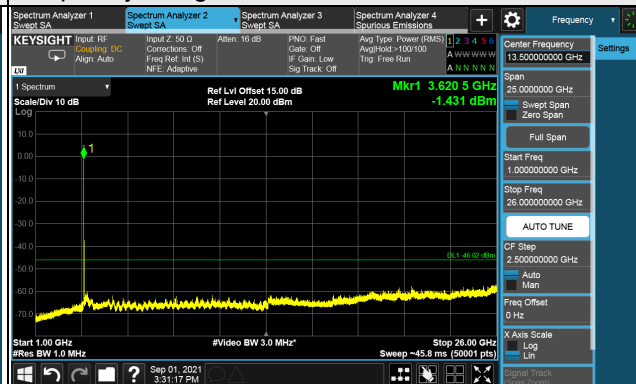 Spectrum Analyzer 1
Swept SA
Spectrum Analyzer 2
Swept SA
Spectrum Analyzer 3
Swept SA
Spectrum Analyzer 4
Spurious Emissions
+
Frequency
KEYSIGHT
Input: RF
Coupling: DC
Align: Auto
Input Z: 50 Ω
Corrections: Off
Freq Ref: Int (S)
NFE: Adaptive
Atten: 16 dB
PNO: Fast
Gate: Off
IF Gain: Low
Sig Track: Off
Avg Type: Power (RMS)
Avg|Hold:>100/100
Trig: Free Run
1 2 3 4 5 6
A W W W W W
A N N N N N
LXI
1 Spectrum
Scale/Div 10 dB
Log
Ref Lvl Offset 15.00 dB
Ref Level 20.00 dBm
Mkr1 3.620 5 GHz
-1.431 dBm
10.0
0.00
-10.0
-20.0
-30.0
-40.0
-50.0
-60.0
-70.0
1
DL1 -46.02 dBm
Start 1.00 GHz
#Res BW 1.0 MHz
#Video BW 3.0 MHz*
Stop 26.00 GHz
Sweep ~45.8 ms (50001 pts)
Sep 01, 2021
3:31:17 PM
Center Frequency
13.500000000 GHz
Settings
Span
25.0000000 GHz
Swept Span
Zero Span
Full Span
Start Freq
1.000000000 GHz
Stop Freq
26.000000000 GHz
AUTO TUNE
CF Step
2.500000000 GHz
Auto
Man
Freq Offset
0 Hz
X Axis Scale
Log
Lin
Signal Track
(Span Zoom)